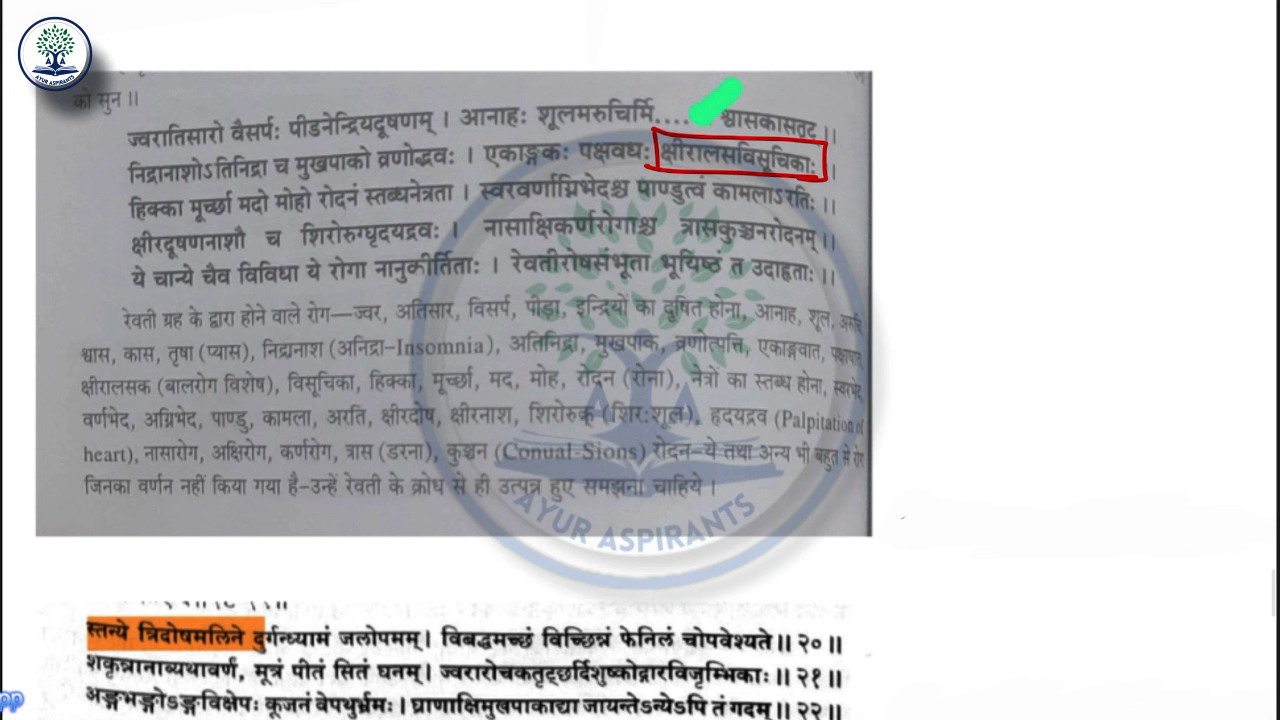 AYUR ASPIRANTS
को सुन ॥
ज्वरातिसारो वैसर्पः पीडनेन्द्रियदूषणम् । आनाहः शूलमरुचिर्मि.... श्वासकासतृट् ।।
निद्रानाशोऽतिनिद्रा च मुखपाको व्रणोद्भवः । एकाङ्गकः पक्षवधः क्षीरालसविसूचिकाः ।
हिक्का मूर्च्छा मदो मोहो रोदनं स्तब्धनेत्रता । स्वरवर्णाग्निभेदश्च पाण्डुत्वं कामलाऽरतिः ।।
क्षीरदूषणनाशौ च शिरोरुग्घृदयद्रवः । नासाक्षिकर्णरोगाश्च त्रासकुञ्चनरोदनम् ।।
ये चान्ये चैव विविधा ये रोगा नानुकीर्तिताः । रेवतीरोषसंभूता भूयिष्ठं त उदाहृताः ।।
रेवती ग्रह के द्वारा होने वाले रोग—ज्वर, अतिसार, विसर्प, पीड़ा, इन्द्रियों का दूषित होना, आनाह, शूल,
श्वास, कास, तृषा (प्यास), निद्रानाश (अनिद्रा–Insomnia), अतिनिद्रा, मुखपाक, व्रणोत्पत्ति, एकाङ्गवात,
क्षीरालसक (बालरोग विशेष), विसूचिका, हिक्का, मूर्च्छा, मद, मोह, रोदन (रोना), नेत्रों का स्तब्ध होना, स्वरभेद,
वर्णभेद, अग्निभेद, पाण्डु, कामला, अरति, क्षीरदोष, क्षीरनाश, शिरोरुक् (शिरःशूल), हृदयद्रव (Palpitation of
heart), नासारोग, अक्षिरोग, कर्णरोग, त्रास (डरना), कुञ्चन (Conual-Sions) रोदन–ये तथा अन्य भी बहुत से रोग
जिनका वर्णन नहीं किया गया है–उन्हें रेवती के क्रोध से ही उत्पन्न हुए समझना चाहिये ।
AYUR ASPIRANTS
स्तन्ये त्रिदोषमलिने दुर्गन्ध्यामं जलोपमम्। विबद्धमच्छं विच्छिन्नं फेनिलं चोपवेश्यते॥ २०॥
शकृन्नानाव्यथावर्णं, मूत्रं पीतं सितं घनम्। ज्वरारोचकतृट्छर्दिशुष्कोद्गारविजृम्भिकाः॥ २१॥
अङ्गभङ्गोऽङ्गविक्षेपः कूजनं वेपथुर्भ्रमः। घ्राणाक्षिमुखपाकाद्या जायन्तेऽन्येऽपि तं गदम्॥ २२॥